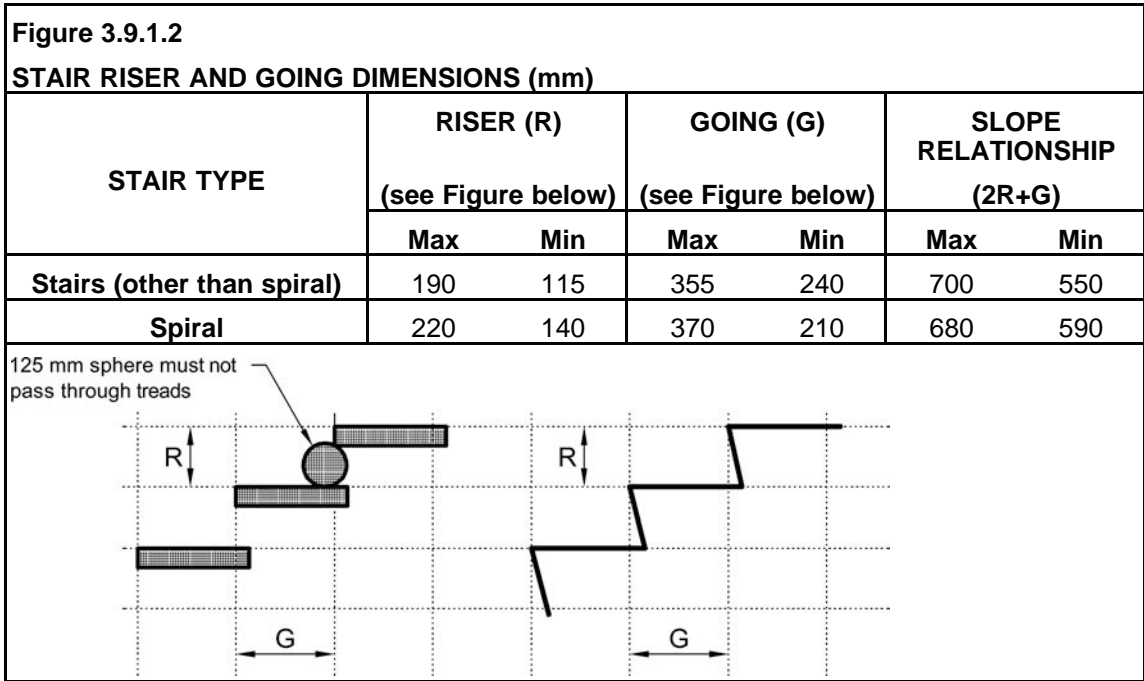 Figure 3.9.1.2
STAIR RISER AND GOING DIMENSIONS (mm)
STAIR TYPE
RISER (R)
(see Figure below)
GOING (G)
(see Figure below)
SLOPE
RELATIONSHIP
(2R+G)
Max Min Max Min Max Min
Stairs (other than spiral) 190 115 355 240 700 550
Spiral 220 140 370 210 680 590
125 mm sphere must not
pass through treads
R
R
G
G